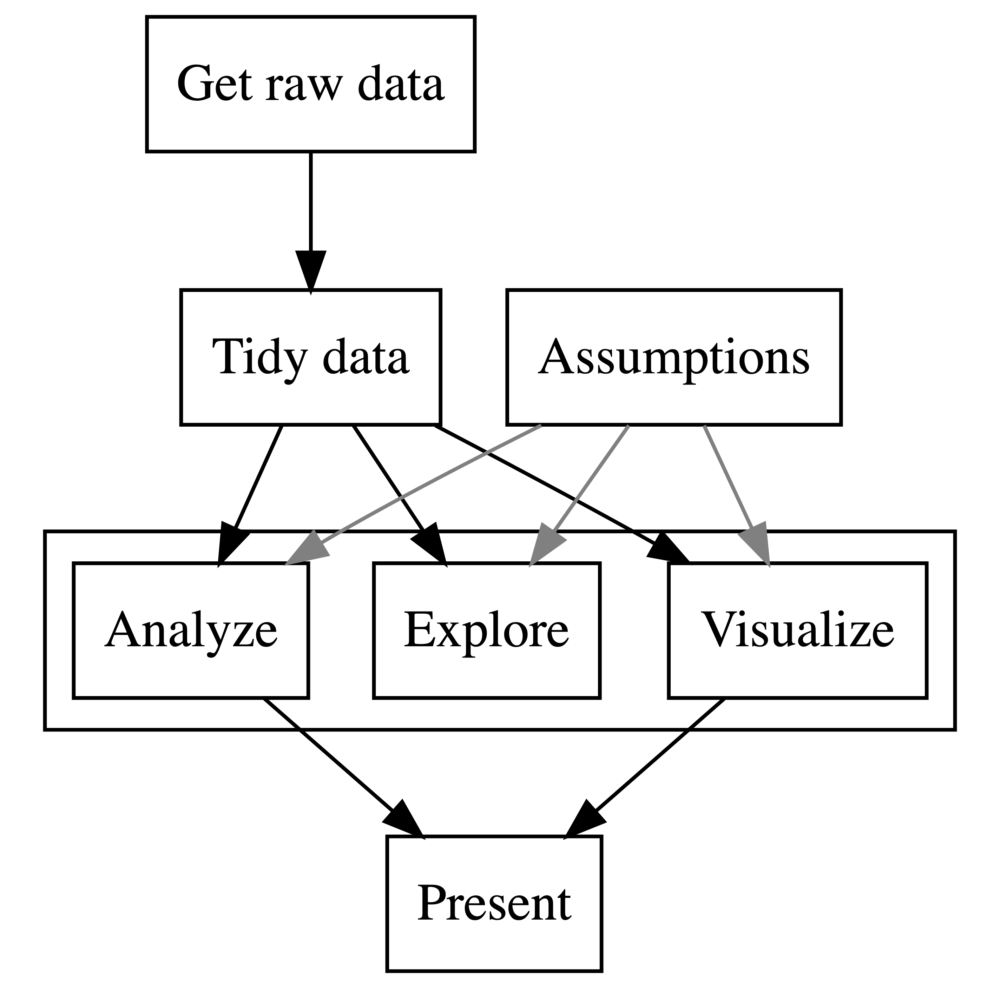 Get raw data
Tidy data
Assumptions
Analyze
Explore
Visualize
Present